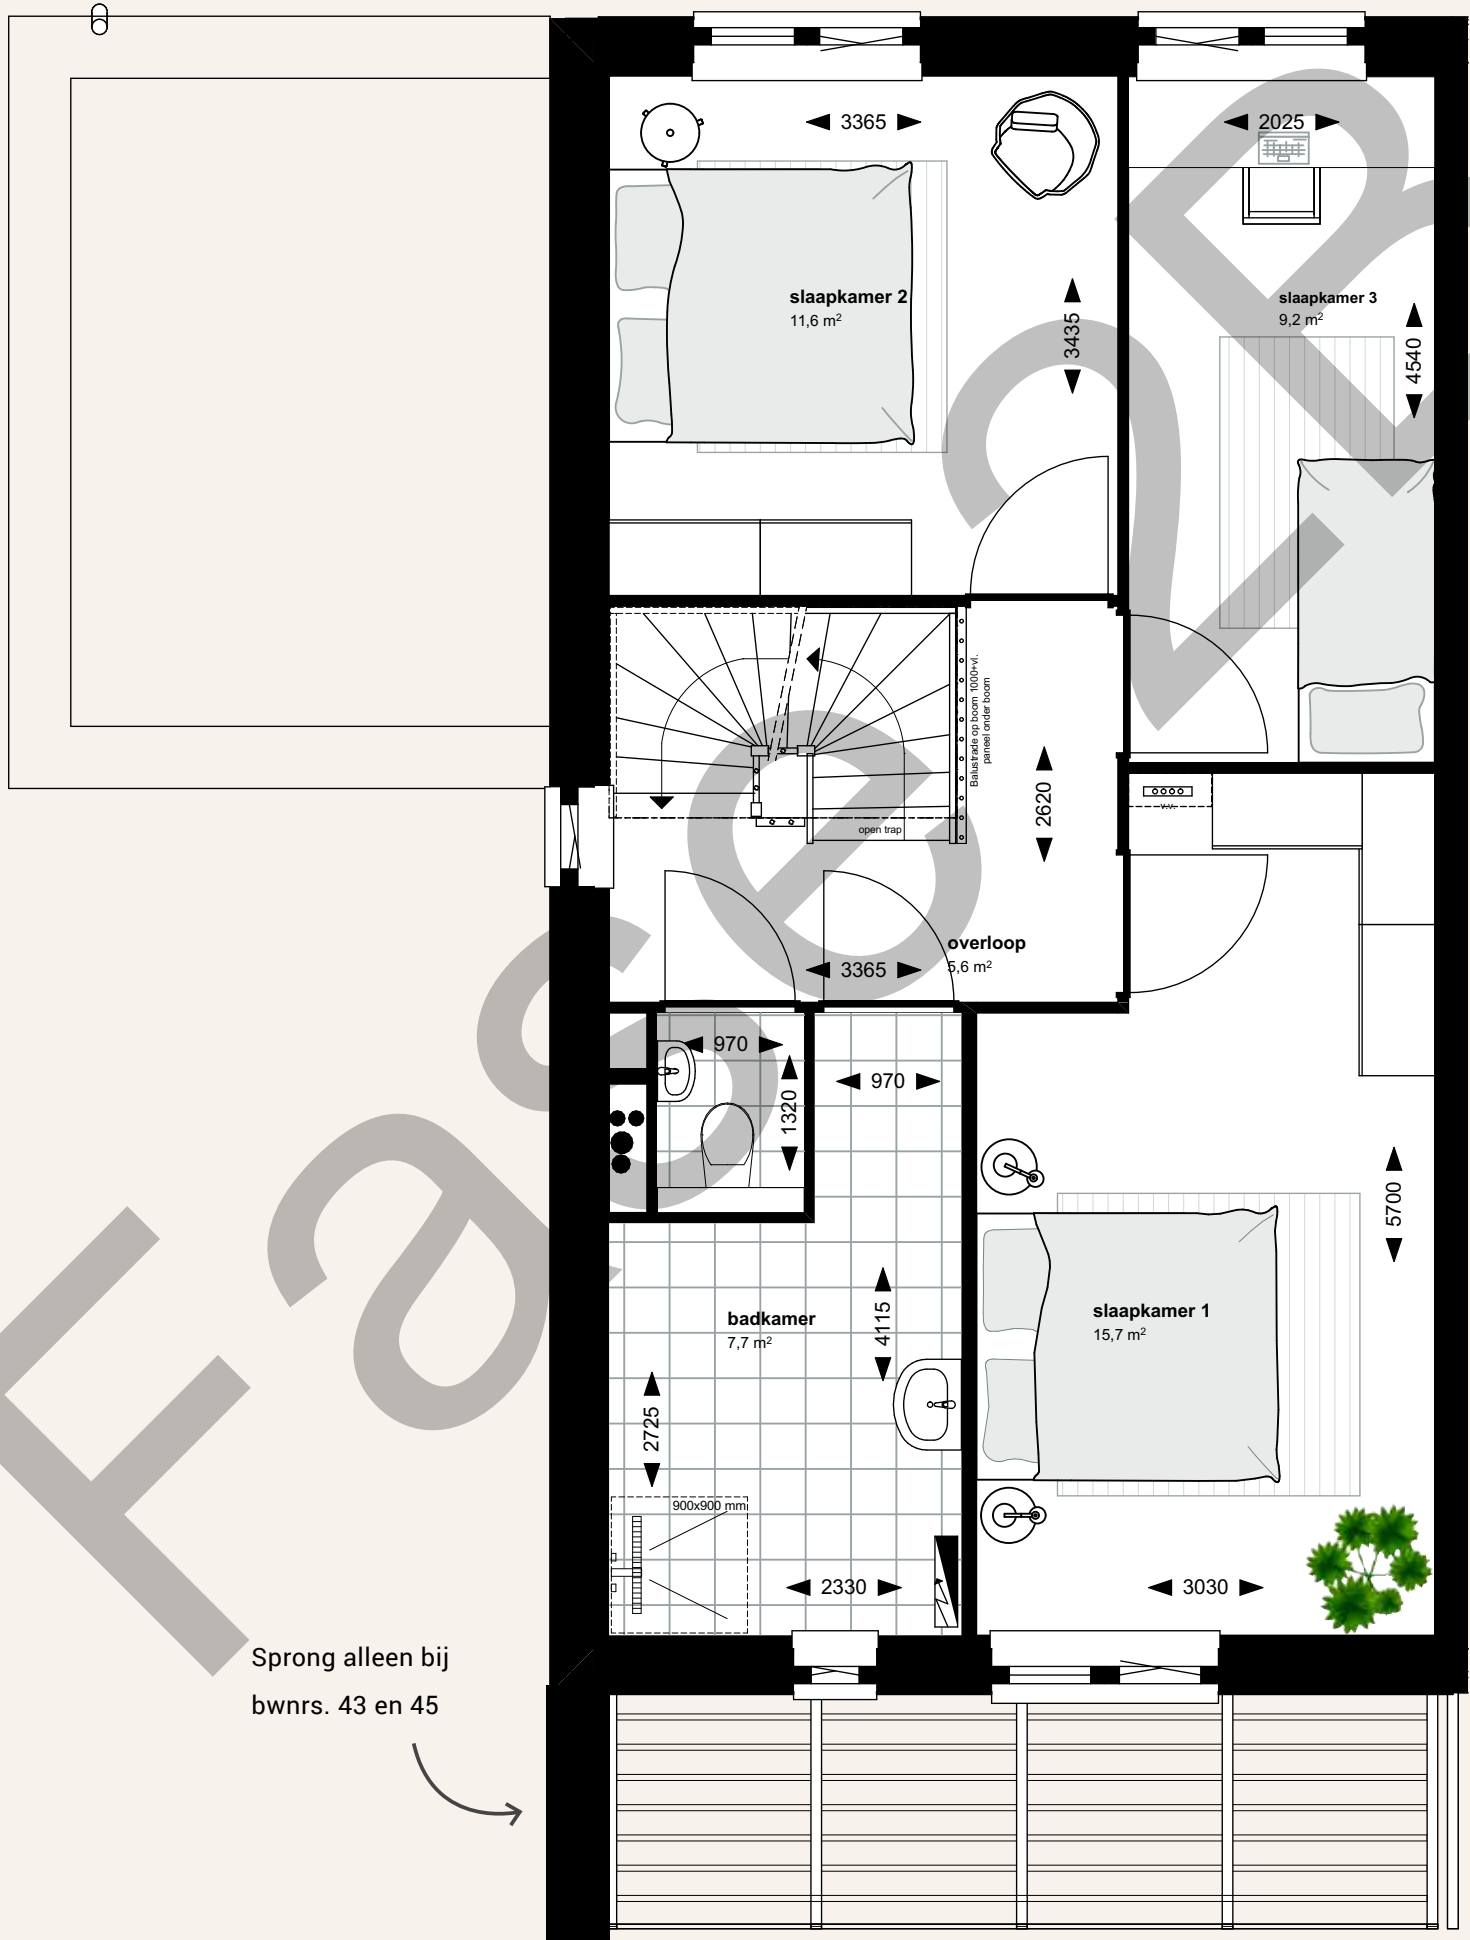 3365
2025
slaapkamer 2
11,6 m²
3435
slaapkamer 3
9,2 m²
4540
Balustrade op boom 1000+vl.
paneel onder boom
open trap
2620
v.v.
overloop
5,6 m²
3365
970
1320
970
5700
badkamer
7,7 m²
4115
slaapkamer 1
15,7 m²
2725
900x900 mm
2330
3030
Fase 2B
Sprong alleen bij
bwnrs. 43 en 45